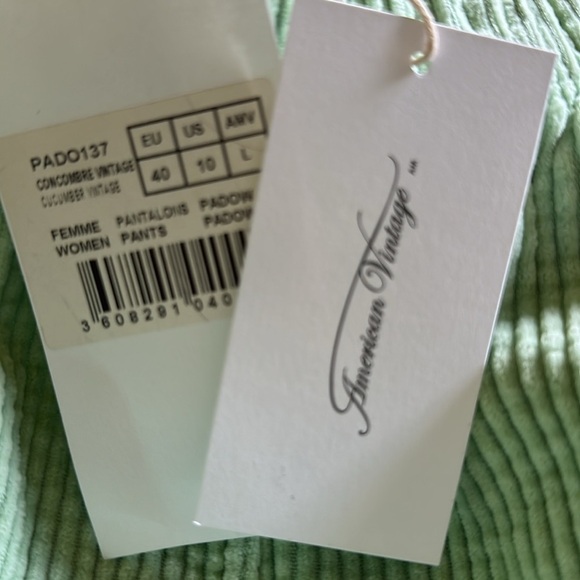 PADO137
CONCOMBRE VINTAGE
CUCUMBER VINTAGE
EU US AMV
40 10 L
FEMME PANTALONS PADOW
WOMEN PANTS PADOW
3 608291 040
American Vintage